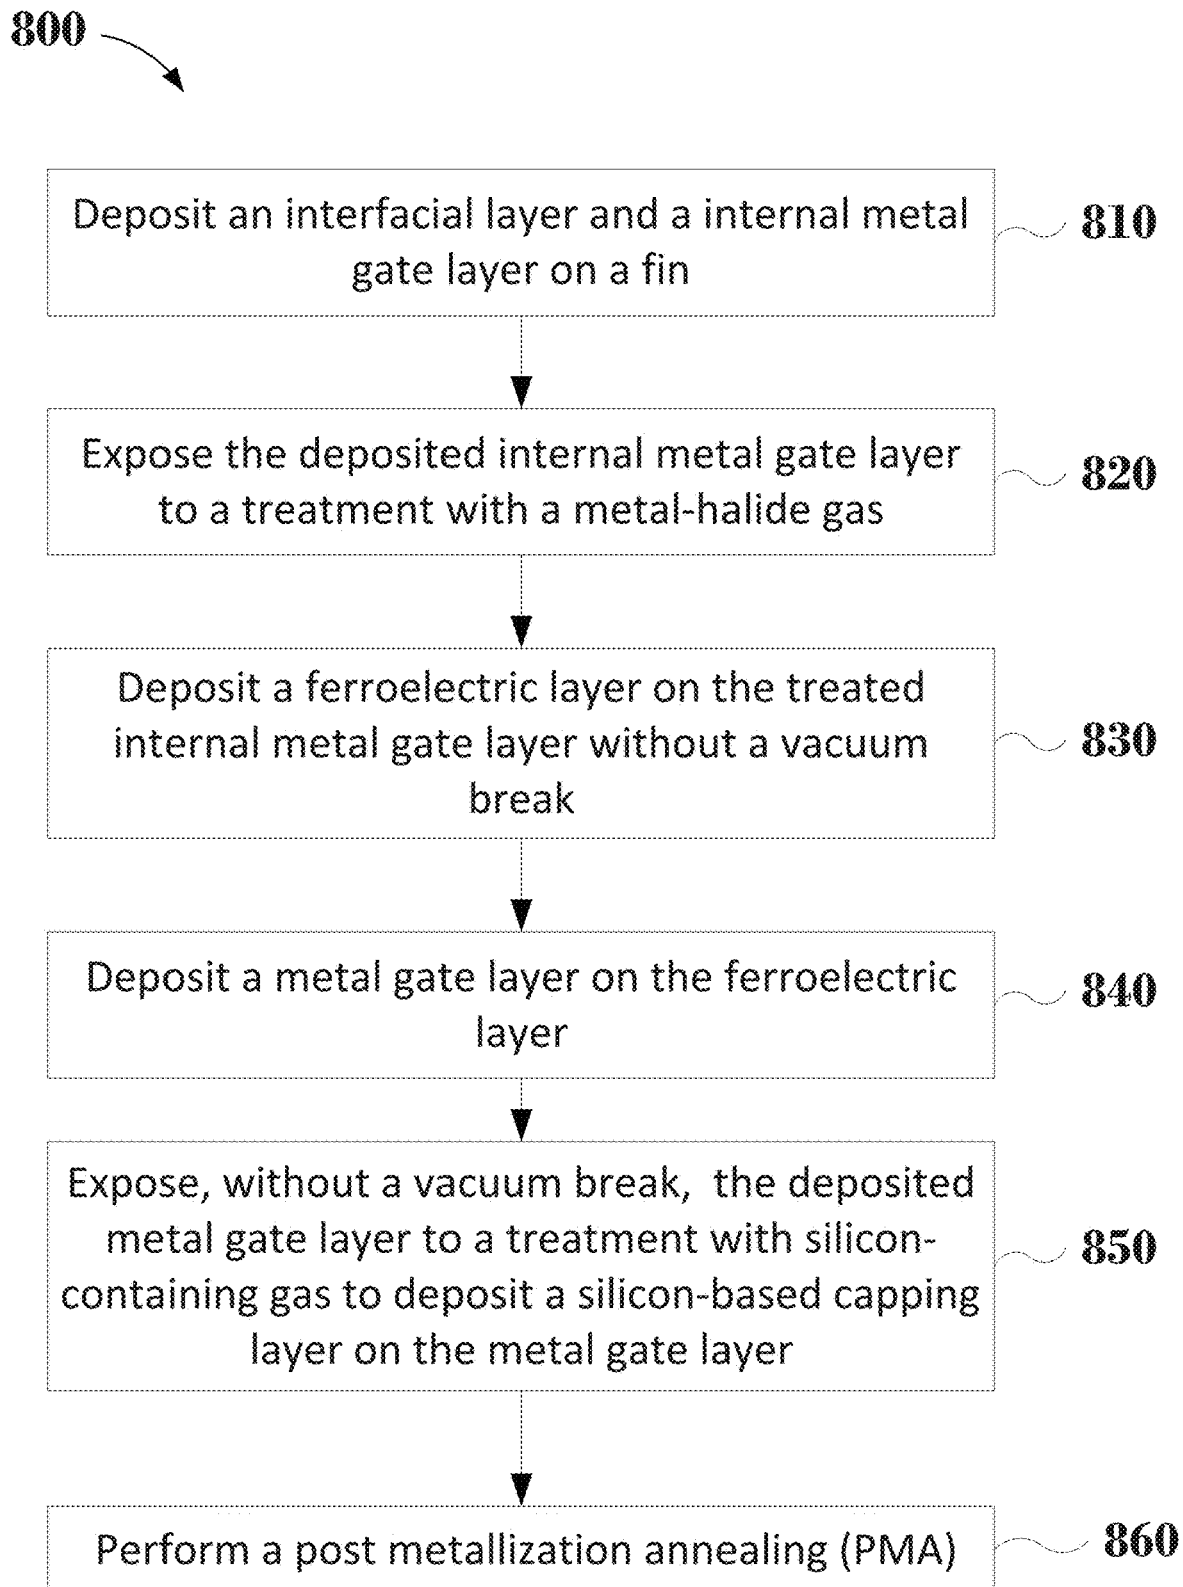 800
Deposit an interfacial layer and a internal metal
gate layer on a fin
810
Expose the deposited internal metal gate layer
to a treatment with a metal-halide gas
820
Deposit a ferroelectric layer on the treated
internal metal gate layer without a vacuum
break
830
Deposit a metal gate layer on the ferroelectric
layer
840
Expose, without a vacuum break,  the deposited
metal gate layer to a treatment with silicon-
containing gas to deposit a silicon-based capping
layer on the metal gate layer
850
Perform a post metallization annealing (PMA)
860